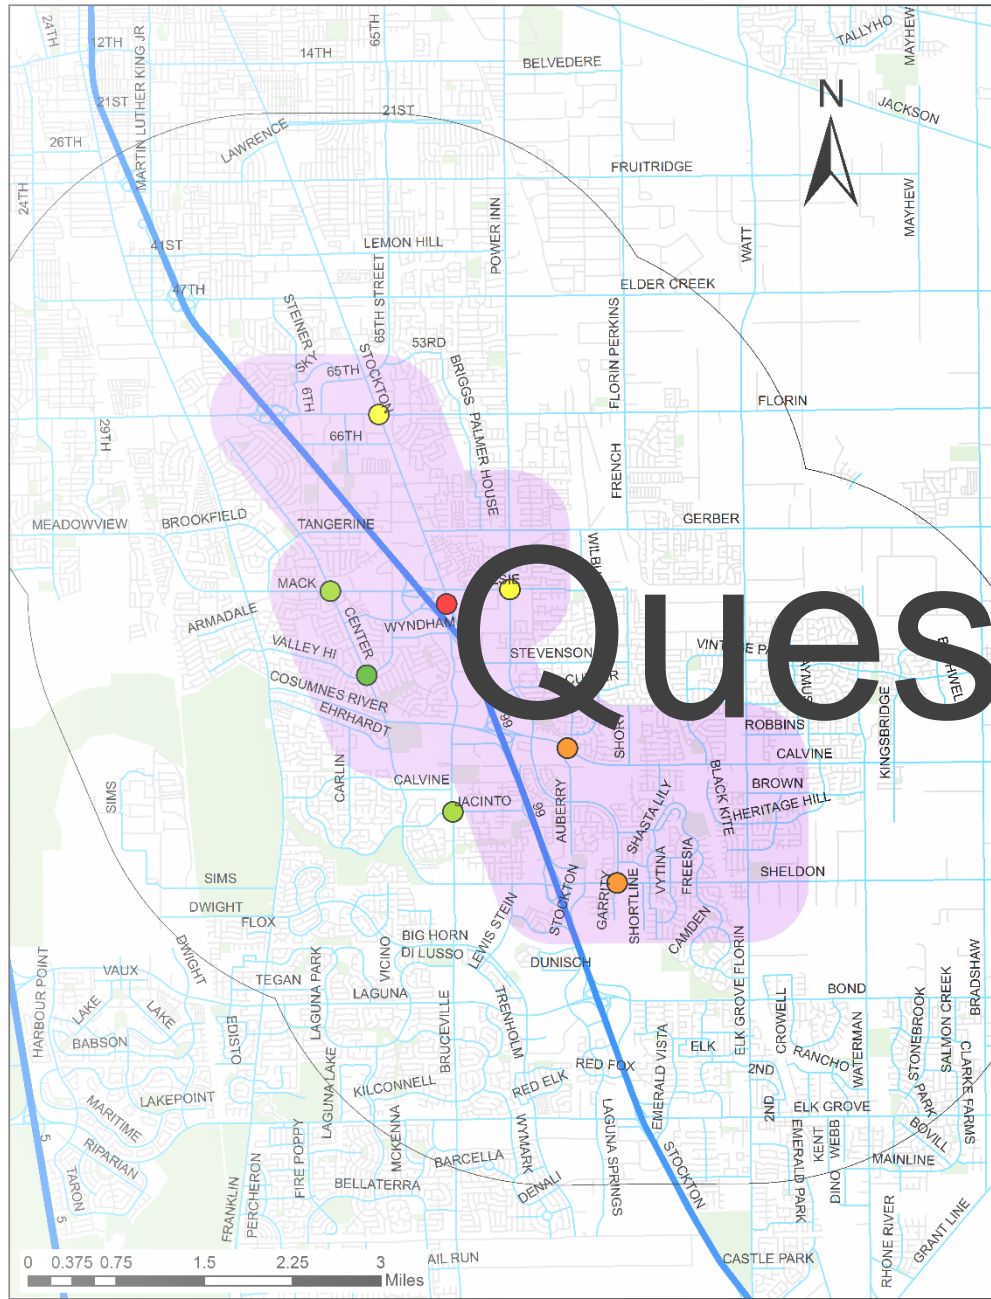 24TH
12TH
65TH
14TH
BELVEDERE
TALLYHO
MAYHEW
MARTIN LUTHER KING JR
N
21ST
21ST
JACKSON
26TH
LAWRENCE
FRUITRIDGE
24TH
POWER INN
WATT
MAYHEW
41ST
LEMON HILL
47TH
ELDER CREEK
STEINER
65TH STREET
FLORIN PERKINS
SKY
53RD
65TH
STOCKTON
BRIGGS
6TH
FLORIN
29TH
66TH
PALMER HOUSE
FRENCH
MEADOWVIEW
BROOKFIELD
TANGERINE
GERBER
MACK
Ques
ARMADALE
CENTER
WYNDHAM
VALLEY HI
STEVENSON
COSUMNES RIVER
EHRHARDT
99
SHORT
ROBBINS
KINGSBRIDGE
CALVINE
SIMS
CARLIN
CALVINE
JACINTO
99
AUBERRY
SHASTA LILY
BLACK KITE
BROWN
HERITAGE HILL
SIMS
VYTINA
FREESIA
SHELDON
DWIGHT
FLOX
LEWIS STEIN
STOCKTON
GARRITY
SHORTLINE
CAMDEN
BIG HORN
DI LUSSO
DWIGHT
VICINO
DUNISCH
HARBOUR POINT
VAUX
TEGAN
LAGUNA PARK
LAGUNA
ELK GROVE FLORIN
BOND
BRADSHAW
LAKE
LAKE
EDISTO
BRUCEVILLE
TRENHOLM
EMERALD VISTA
CROWELL
STONEBROOK
SALMON CREEK
BABSON
ELK
RANCHO
WATERMAN
CLARKE FARMS
LAKEPOINT
LAGUNA LAKE
KILCONNELL
RED ELK
RED FOX
2ND
2ND
ELK GROVE
PARK
MARITIME
MCKENNA
WYMARK
LAGUNA SPRINGS
EMERALD PARK
KENT
WEBB
BOVILL
5
RIPARIAN
BARCELLA
STOCKTON
MAINLINE
TARON
FRANKLIN
PERCHERON
FIRE POPPY
BELLATERRA
DENALI
DINO
RHONE RIVER
GRANT LINE
5
AIL RUN
CASTLE PARK
0 0.375 0.75 1.5 2.25 3
Miles